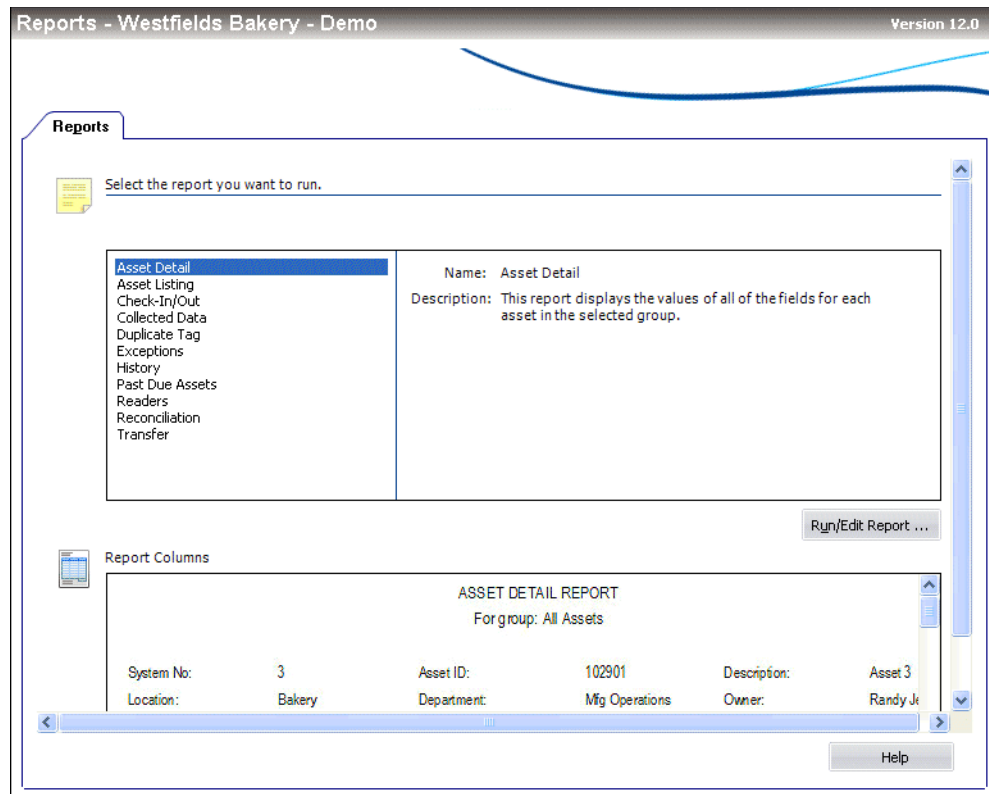 Reports - Westfields Bakery - Demo
Version 12.0
Reports
Select the report you want to run.
Asset Detail
Asset Listing
Check-In/Out
Collected Data
Duplicate Tag
Exceptions
History
Past Due Assets
Readers
Reconciliation
Transfer
Name: Asset Detail
Description: This report displays the values of all of the fields for each
asset in the selected group.
Run/Edit Report ...
Report Columns
ASSET DETAIL REPORT
For group: All Assets
System No: 3 Asset ID: 102901 Description: Asset 3
Location: Bakery Department: Mfg Operations Owner: Randy Je
Help